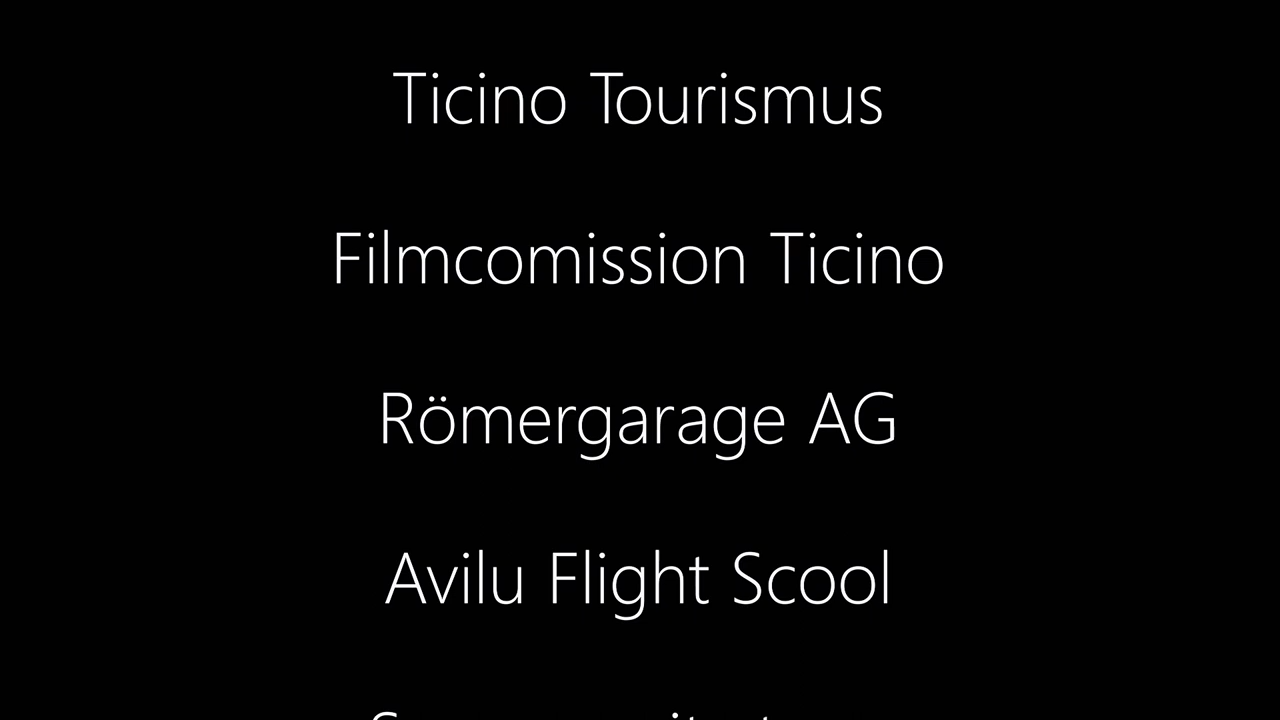 Ticino Tourismus
Filmcomission Ticino
Römergarage AG
Avilu Flight Scool